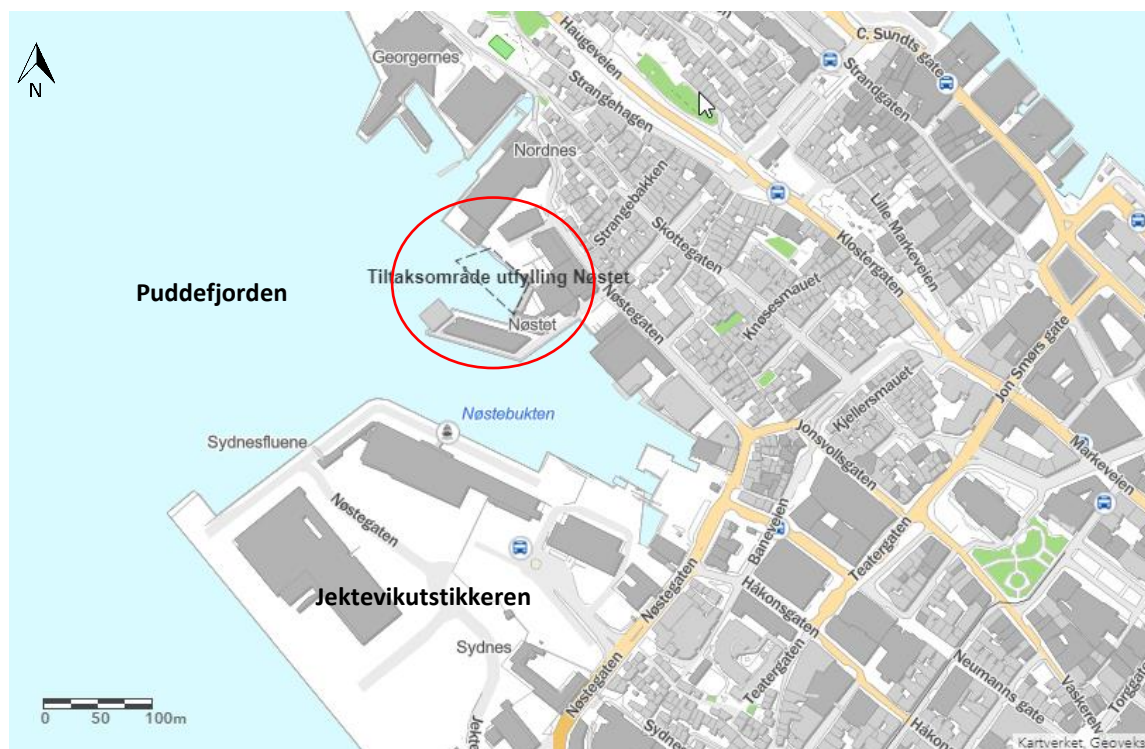 C. Sundts gate
Haugeveien
Georgernes
N
Strandgaten
Strangehagen
Nordnes
Strangebakken
Lille Markeveien
Skottegaten
Klostergaten
Tiltaksområde utfylling Nøstet
Puddefjorden
Nøstegaten
Knøsesmauet
Nøstet
Jon Smørs gate
Kjellersmauet
Nøstebukten
Jonsvollsgaten
Sydnesfluene
Markeveien
Nøstegaten
Teatergaten
Baneveien
Jektevikutstikkeren
Nøstegaten
Håkonsgaten
Sydnes
Neumanns gate
Teatergaten
Nøstegaten
0 50 100m
Kartverket, Geoveks